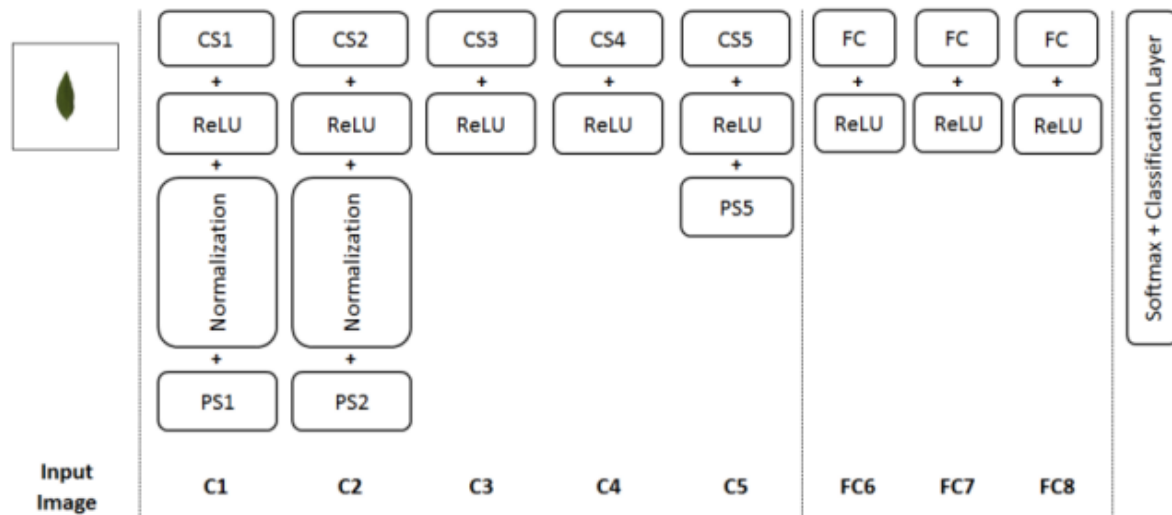 CS1 CS2 CS3 CS4 CS5 FC FC FC
+ + + + + + + +
ReLU ReLU ReLU ReLU ReLU ReLU ReLU ReLU
+ + +
Normalization Normalization PS5
+ +
PS1 PS2
Softmax + Classification Layer
Input
Image
C1 C2 C3 C4 C5 FC6 FC7 FC8